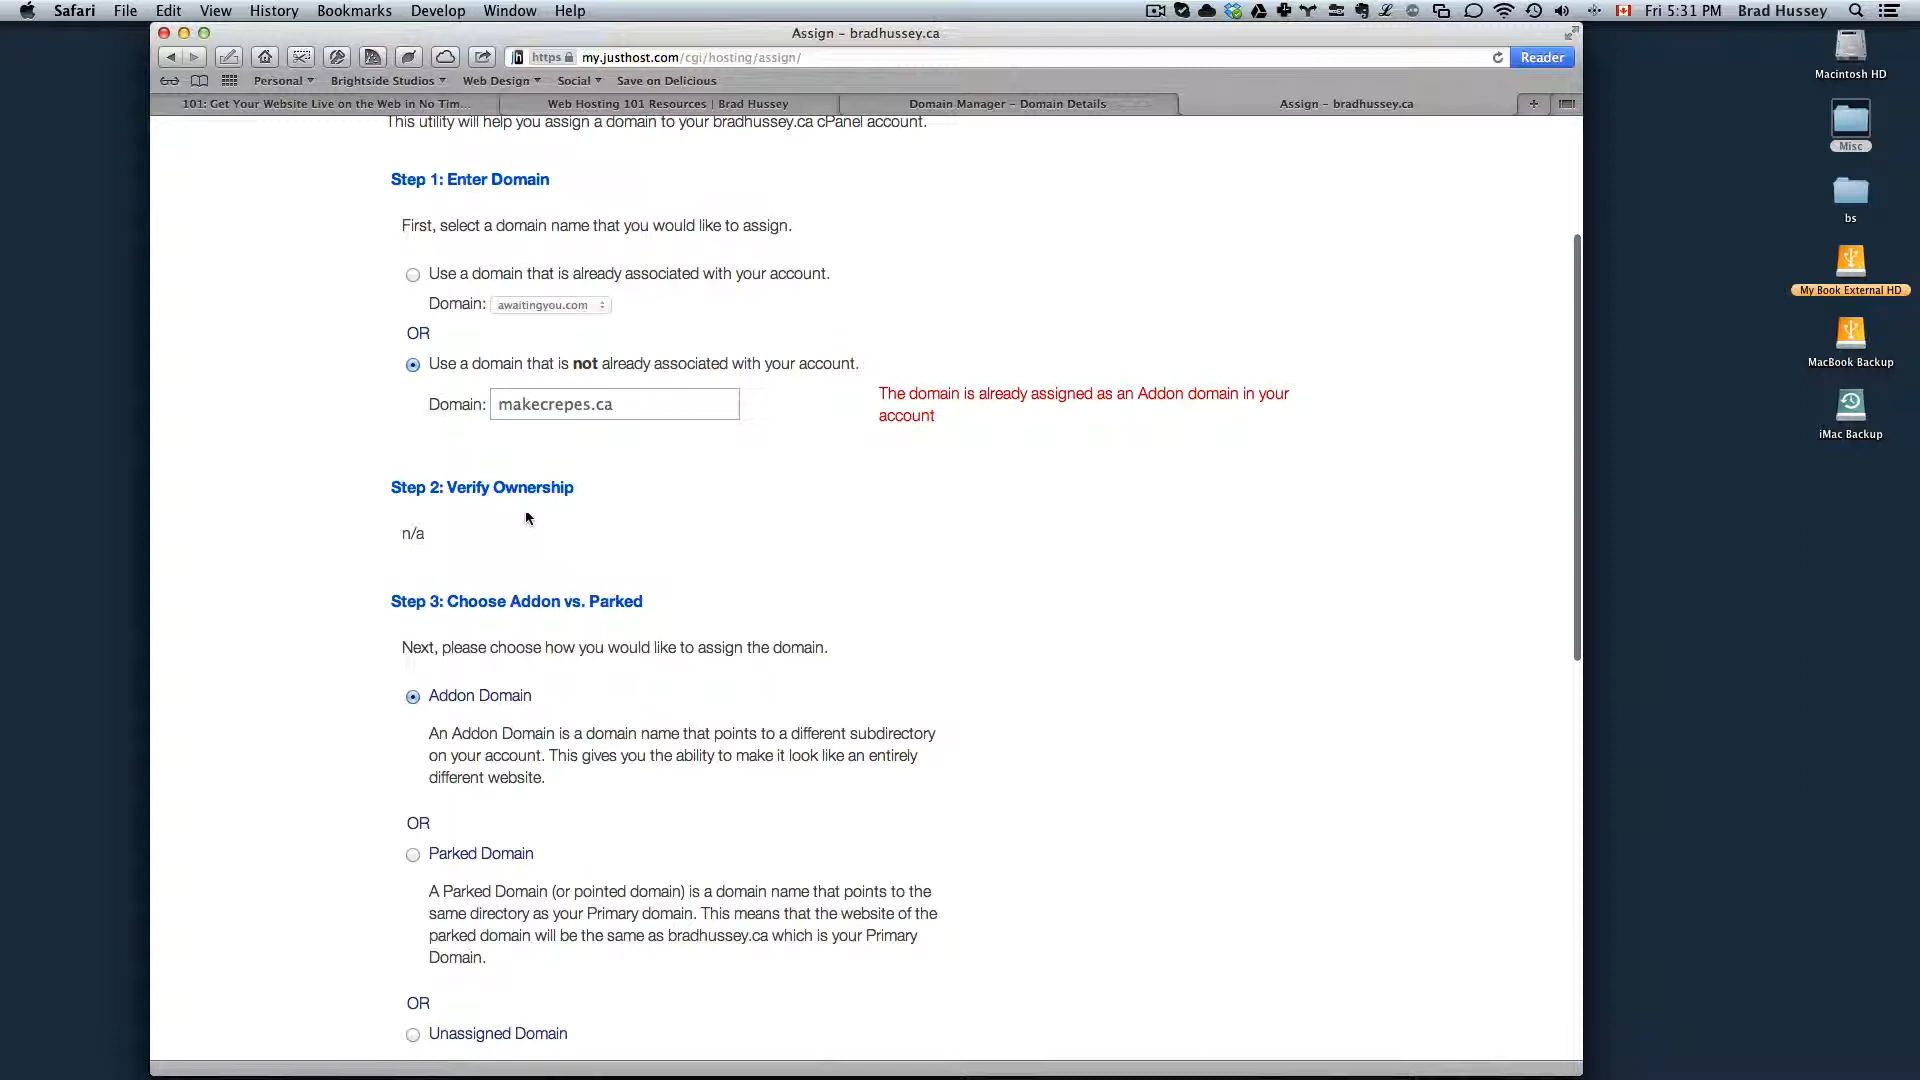 Safari File Edit View History Bookmarks Develop Window Help
Fri 5:31 PM Brad Hussey
Assign – bradhussey.ca
https my.justhost.com/cgi/hosting/assign/
Reader
Personal Brightside Studios Web Design Social Save on Delicious
101: Get Your Website Live on the Web in No Tim...
Web Hosting 101 Resources | Brad Hussey
Domain Manager – Domain Details
Assign – bradhussey.ca
This utility will help you assign a domain to your bradhussey.ca cPanel account.
Step 1: Enter Domain
First, select a domain name that you would like to assign.
Use a domain that is already associated with your account.
Domain: awaitingyou.com
OR
Use a domain that is not already associated with your account.
Domain: makecrepes.ca
The domain is already assigned as an Addon domain in your
account
Step 2: Verify Ownership
n/a
Step 3: Choose Addon vs. Parked
Next, please choose how you would like to assign the domain.
Addon Domain
An Addon Domain is a domain name that points to a different subdirectory
on your account. This gives you the ability to make it look like an entirely
different website.
OR
Parked Domain
A Parked Domain (or pointed domain) is a domain name that points to the
same directory as your Primary domain. This means that the website of the
parked domain will be the same as bradhussey.ca which is your Primary
Domain.
OR
Unassigned Domain
Macintosh HD
Misc
bs
My Book External HD
MacBook Backup
iMac Backup